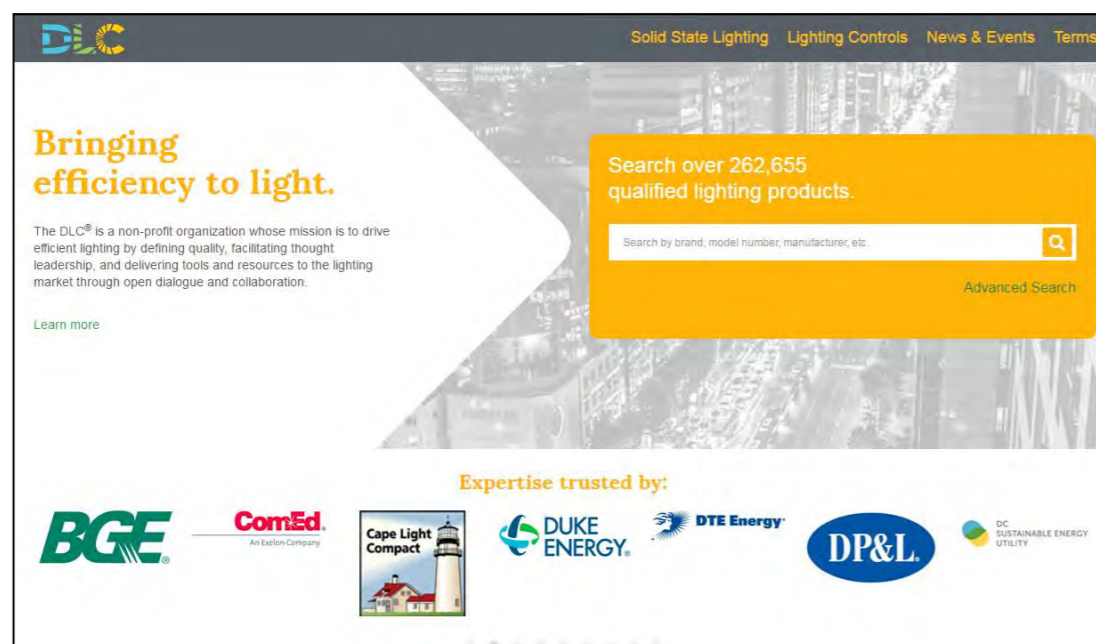 DLC
Solid State Lighting Lighting Controls News & Events Terms
Bringing
efficiency to light.
The DLC® is a non-profit organization whose mission is to drive
efficient lighting by defining quality, facilitating thought
leadership, and delivering tools and resources to the lighting
market through open dialogue and collaboration.
Learn more
Search over 262,655
qualified lighting products.
Search by brand, model number, manufacturer, etc.
Advanced Search
Expertise trusted by:
BGE®
ComEd.
An Exelon Company
Cape Light
Compact
DUKE
ENERGY®
DTE Energy
DP&L.
DC
SUSTAINABLE ENERGY
UTILITY